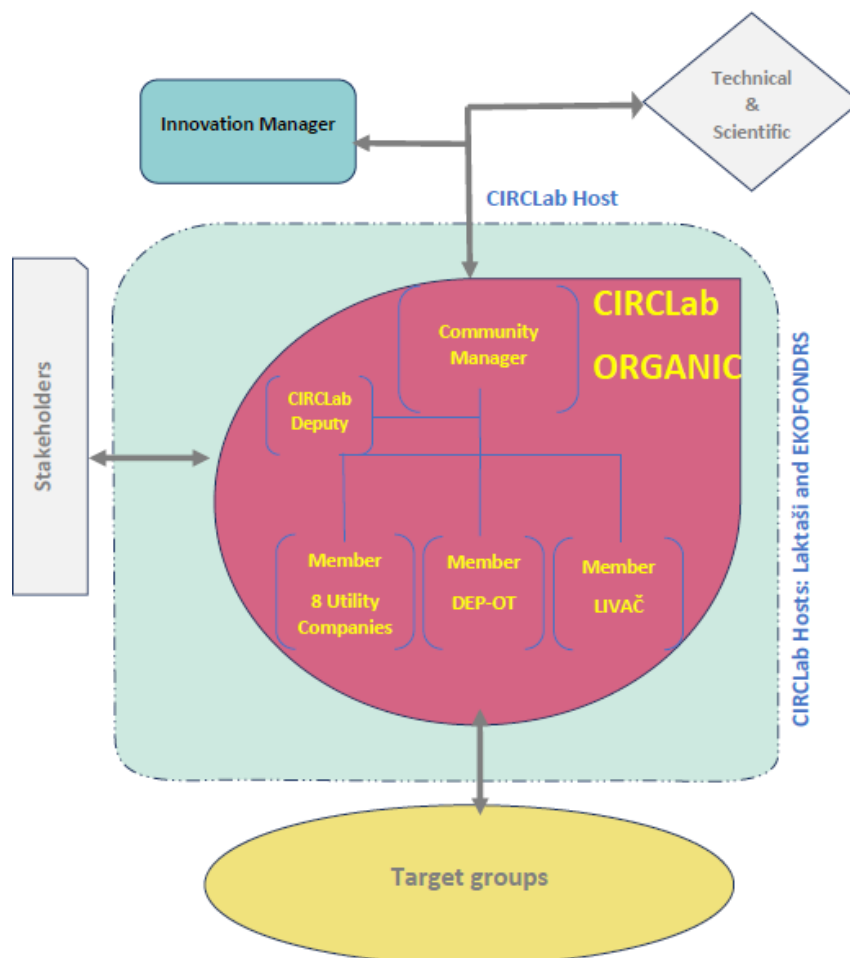 Technical
&
Scientific
Innovation Manager
CIRCLab Host
Stakeholders
CIRCLab
ORGANIC
Community
Manager
CIRCLab
Deputy
Member
8 Utility
Companies
Member
DEP-OT
Member
LIVAČ
CIRCLab Hosts: Laktaši and EKOFONDRS
Target groups